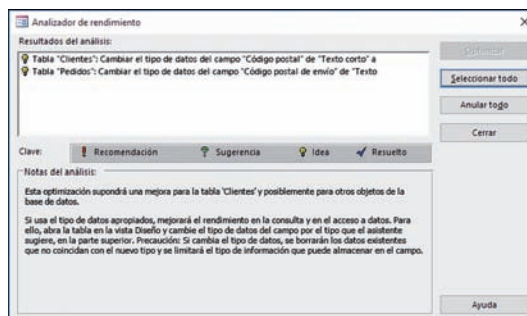 Analizador de rendimiento
Resultados del análisis:
Tabla "Clientes": Cambiar el tipo de datos del campo "Código postal" de "Texto corto" a
Tabla "Pedidos": Cambiar el tipo de datos del campo "Código postal de envío" de "Texto
Optimizar
Seleccionar todo
Anular todo
Cerrar
Clave:
Recomendación
Sugerencia
Idea
Resuelto
Notas del análisis:
Esta optimización supondrá una mejora para la tabla 'Clientes' y posiblemente para otros objetos de la
base de datos.
Si usa el tipo de datos apropiados, mejorará el rendimiento en la consulta y en el acceso a datos. Para
ello, abra la tabla en la vista Diseño y cambie el tipo de datos del campo por el tipo que el asistente
sugiere, en la parte superior. Precaución: Si cambia el tipo de datos, se borrarán los datos existentes
que no coincidan con el nuevo tipo y se limitará el tipo de información que puede almacenar en el campo.
Ayuda